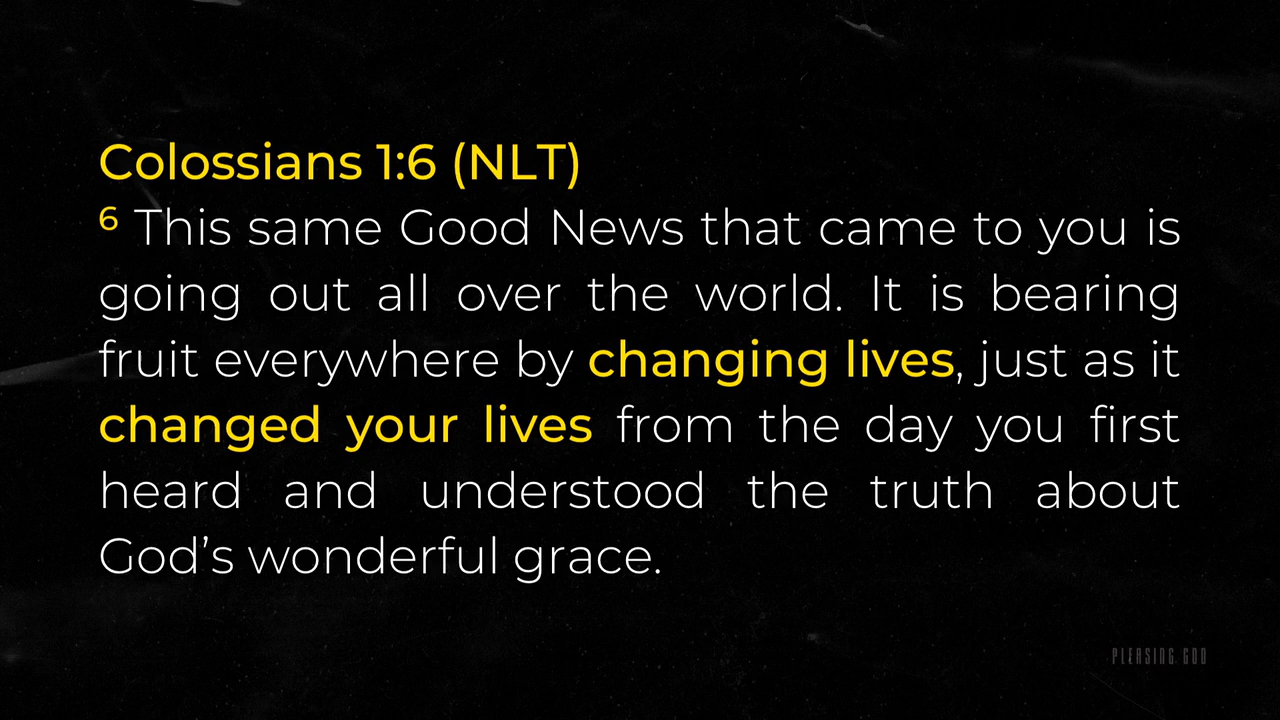 Colossians 1:6 (NLT)
6 This same Good News that came to you is
going out all over the world. It is bearing
fruit everywhere by changing lives, just as it
changed your lives from the day you first
heard and understood the truth about
God’s wonderful grace.
PLEASING GOD